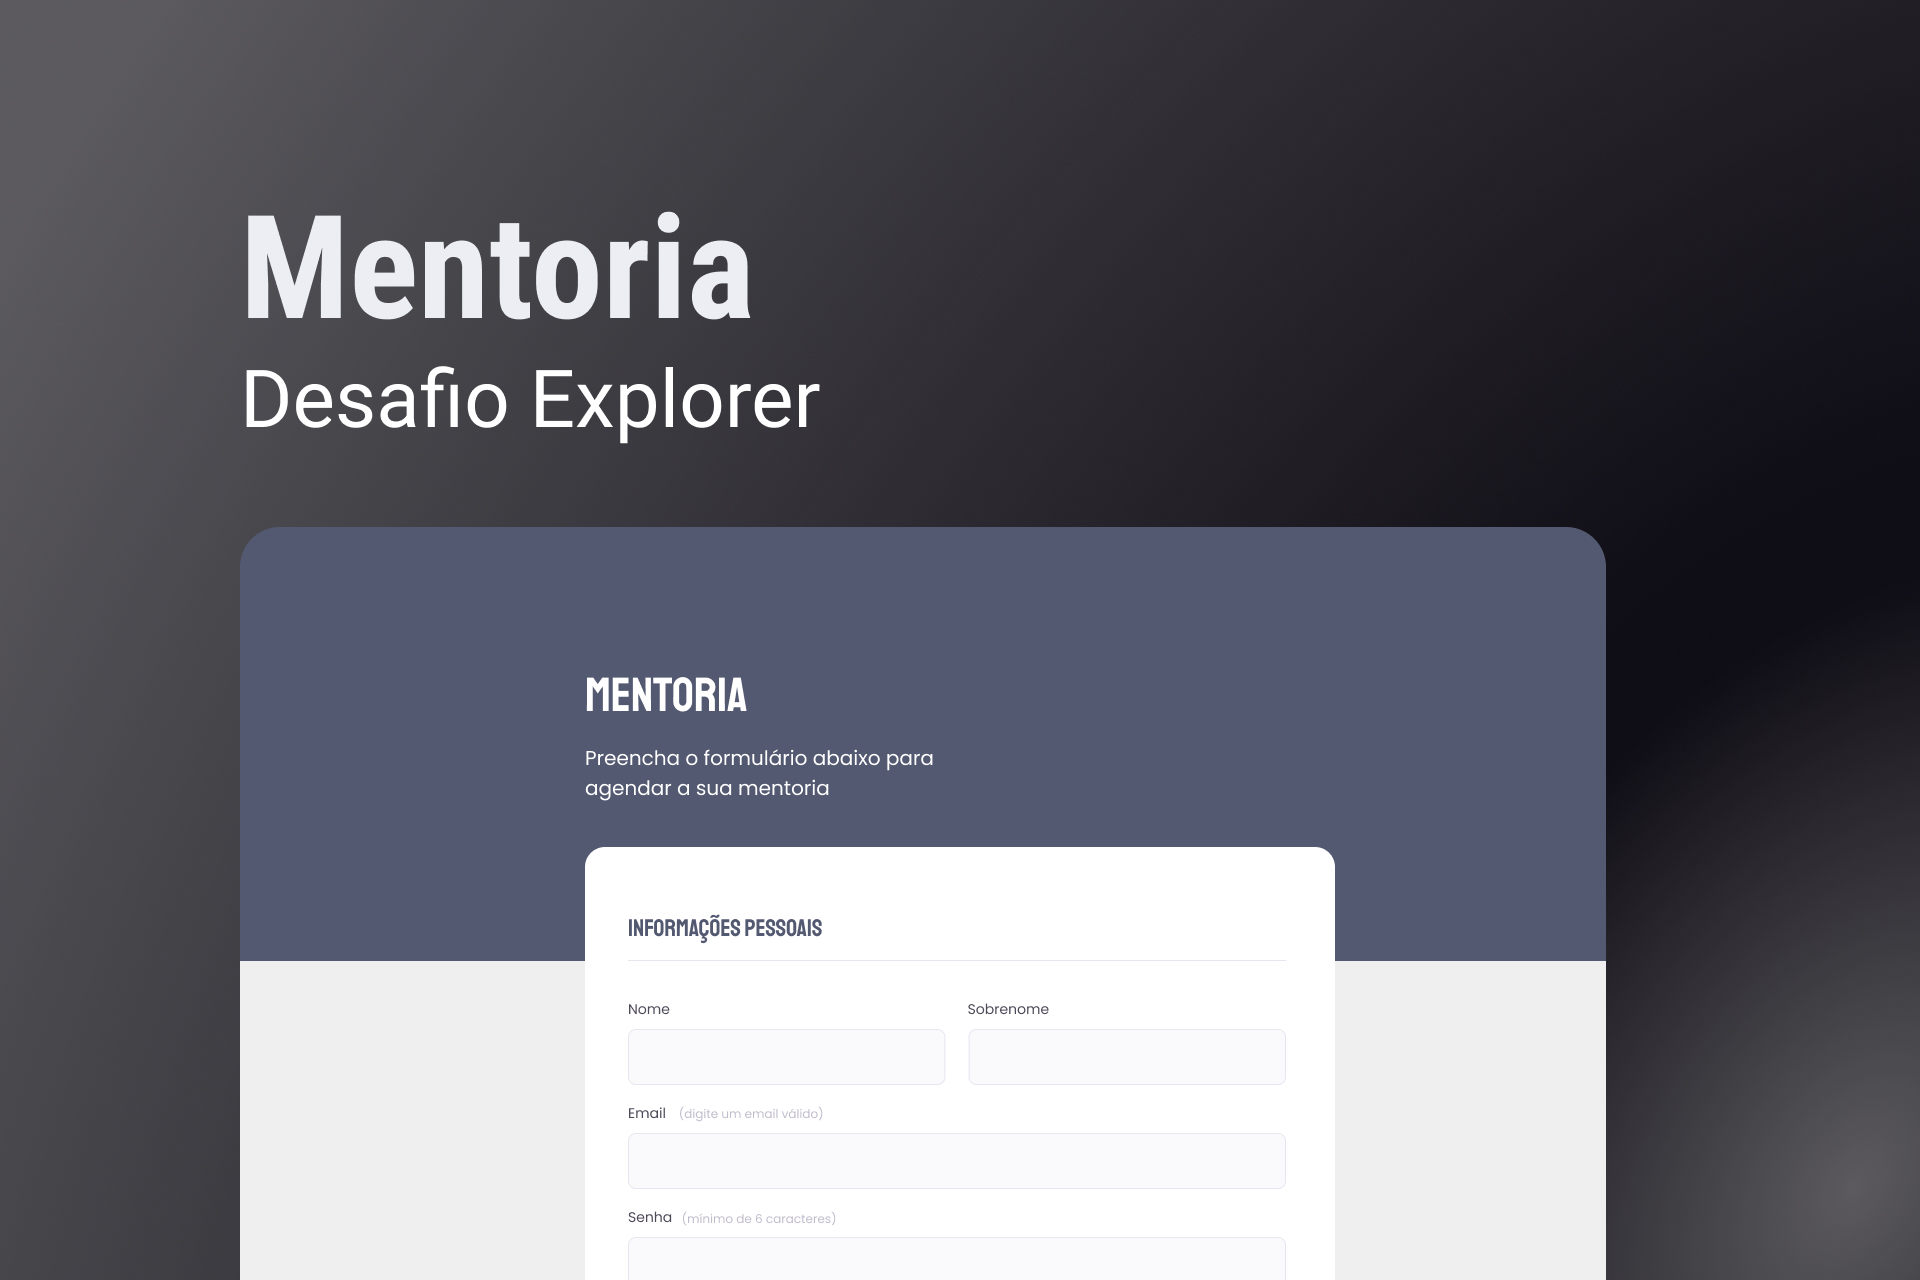 Mentoria
Desafio Explorer
MENTORIA
Preencha o formulário abaixo para
agendar a sua mentoria
INFORMAÇÕES PESSOAIS
Nome
Sobrenome
Email (digite um email válido)
Senha (mínimo de 6 caracteres)